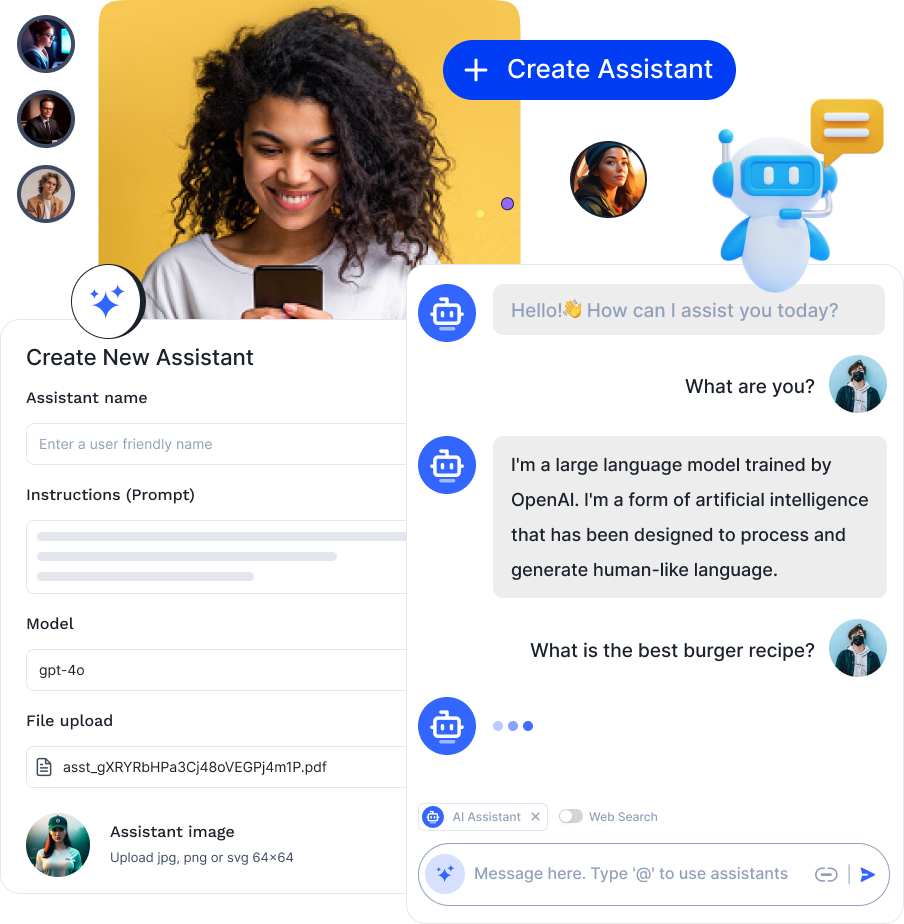 + Create Assistant
Create New Assistant
Assistant name
Enter a user friendly name
Instructions (Prompt)
Model
gpt-4o
File upload
asst_gXRYRbHPa3Cj48oVEGPj4m1P.pdf
Assistant image
Upload jpg, png or svg 64×64
Hello!👋 How can I assist you today?
What are you?
I'm a large language model trained by
OpenAI. I'm a form of artificial intelligence
that has been designed to process and
generate human-like language.
What is the best burger recipe?
AI Assistant ✕
Web Search
Message here. Type '@' to use assistants